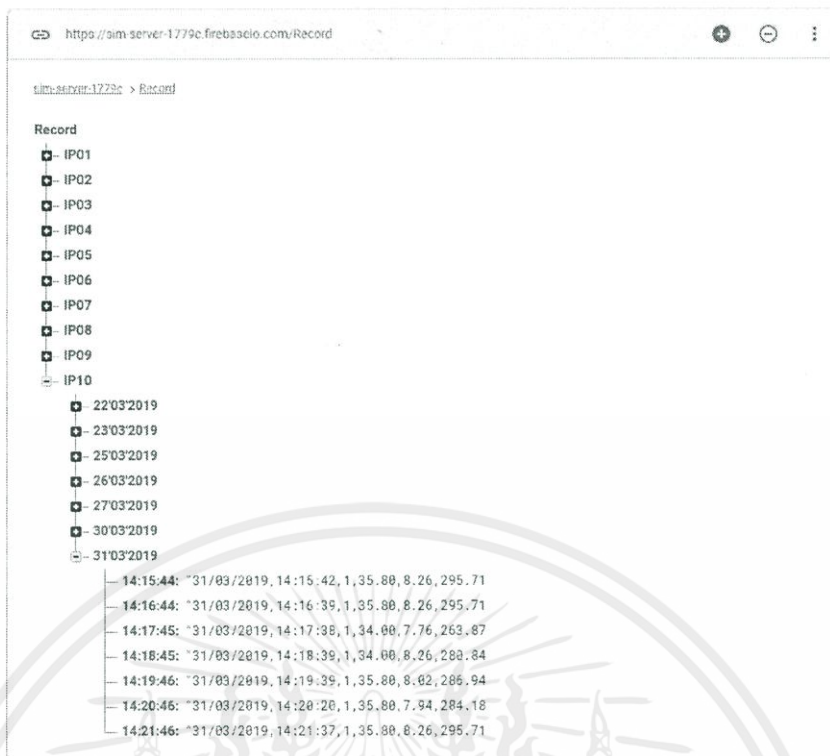 https://sim-server-1779c.firebaseio.com/Record
sim-server-1779c > Record
Record
IP01
IP02
IP03
IP04
IP05
IP06
IP07
IP08
IP09
IP10
22'03'2019
23'03'2019
25'03'2019
26'03'2019
27'03'2019
30'03'2019
31'03'2019
14:15:44: "31/03/2019,14:15:42,1,35.80,8.26,295.71
14:16:44: "31/03/2019,14:16:39,1,35.80,8.26,295.71
14:17:45: "31/03/2019,14:17:38,1,34.00,7.76,263.87
14:18:45: "31/03/2019,14:18:39,1,34.00,8.26,280.84
14:19:46: "31/03/2019,14:19:39,1,35.80,8.02,286.94
14:20:46: "31/03/2019,14:20:20,1,35.80,7.94,284.18
14:21:46: "31/03/2019,14:21:37,1,35.80,8.26,295.71